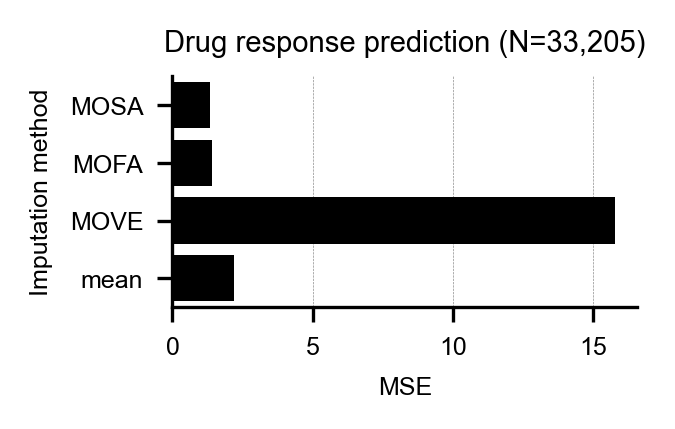 Drug response prediction (N=33,205)
Imputation method
MOSA
MOFA
MOVE
mean
0 5 10 15
MSE